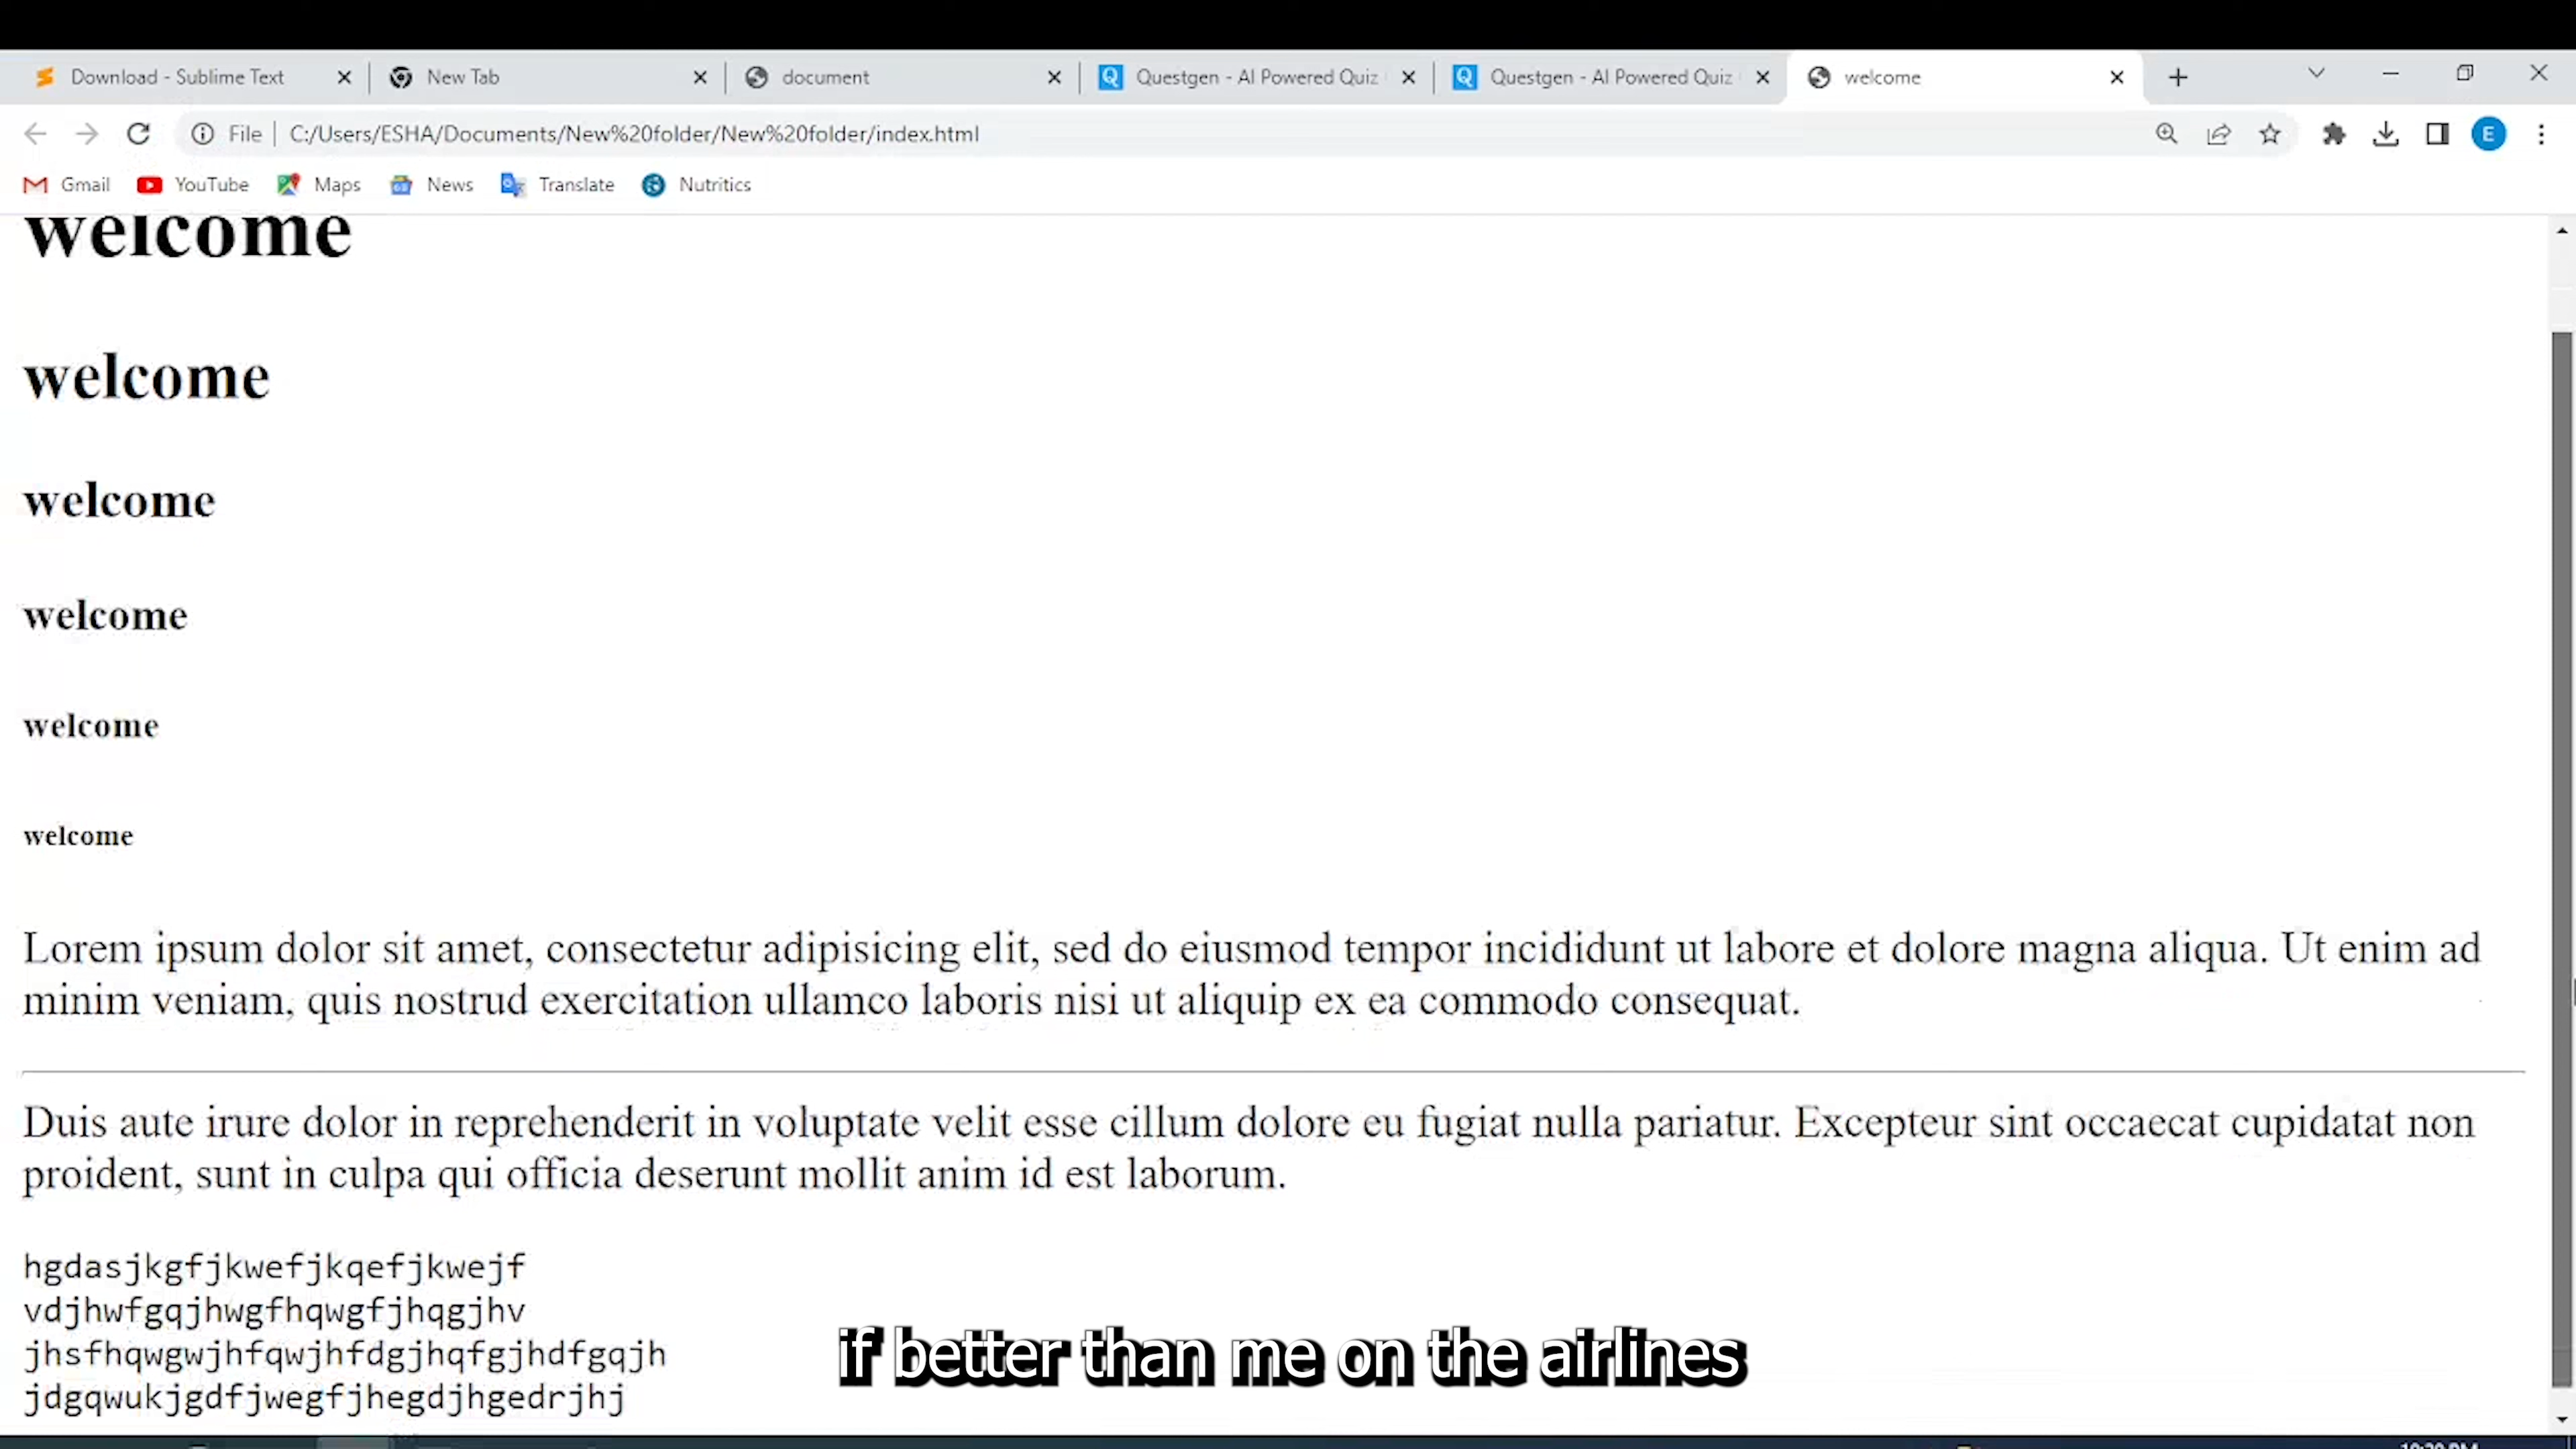 Download - Sublime Text
New Tab
document
Questgen - AI Powered Quiz
Questgen - AI Powered Quiz
welcome
File
C:/Users/ESHA/Documents/New%20folder/New%20folder/index.html
E
Gmail
YouTube
Maps
News
Translate
Nutritics
welcome
welcome
welcome
welcome
welcome
welcome
Lorem ipsum dolor sit amet, consectetur adipisicing elit, sed do eiusmod tempor incididunt ut labore et dolore magna aliqua. Ut enim ad
minim veniam, quis nostrud exercitation ullamco laboris nisi ut aliquip ex ea commodo consequat.
Duis aute irure dolor in reprehenderit in voluptate velit esse cillum dolore eu fugiat nulla pariatur. Excepteur sint occaecat cupidatat non
proident, sunt in culpa qui officia deserunt mollit anim id est laborum.
hgdasjkgfjkwefjkqefjkwejf
vdjhwfgqjhwgfhqwgfjhqgjhv
jhsfhqwgwjhfqwjhfdgjhqfgjhdfgqjh
jdgqwukjgdfjwegfjhegdjhgedrjhj
if better than me on the airlines